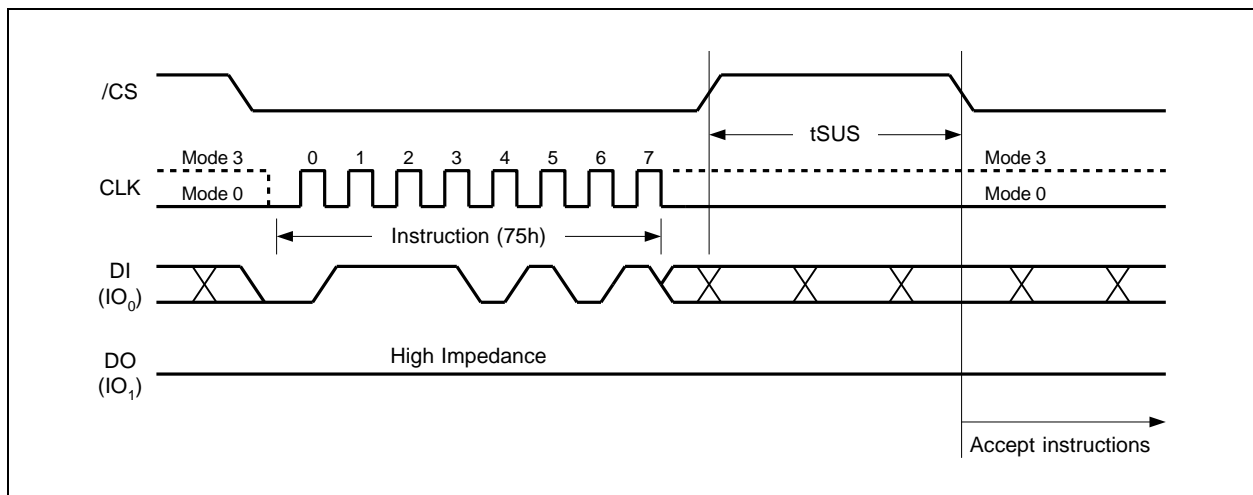 /CS
tSUS
Mode 3 0 1 2 3 4 5 6 7 Mode 3
CLK
Mode 0 Mode 0
Instruction (75h)
DI
(IO0)
High Impedance
DO
(IO1)
Accept instructions